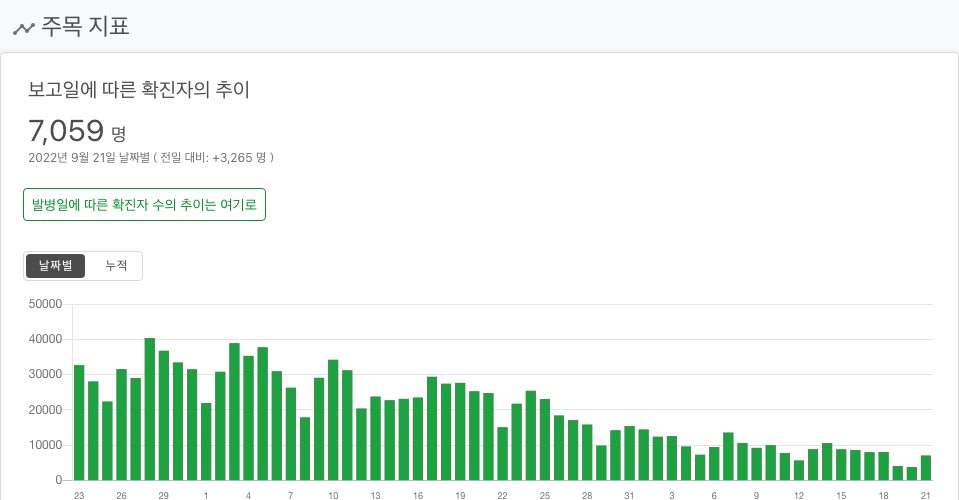 주목 지표
보고일에 따른 확진자의 추이
7,059 명
2022년 9월 21일 날짜별 ( 전일 대비: +3,265 명 )
발병일에 따른 확진자 수의 추이는 여기로
날짜별 누적
50000
40000
30000
20000
10000
0
23 26 29 1 4 7 10 13 16 19 22 25 28 31 3 6 9 12 15 18 21